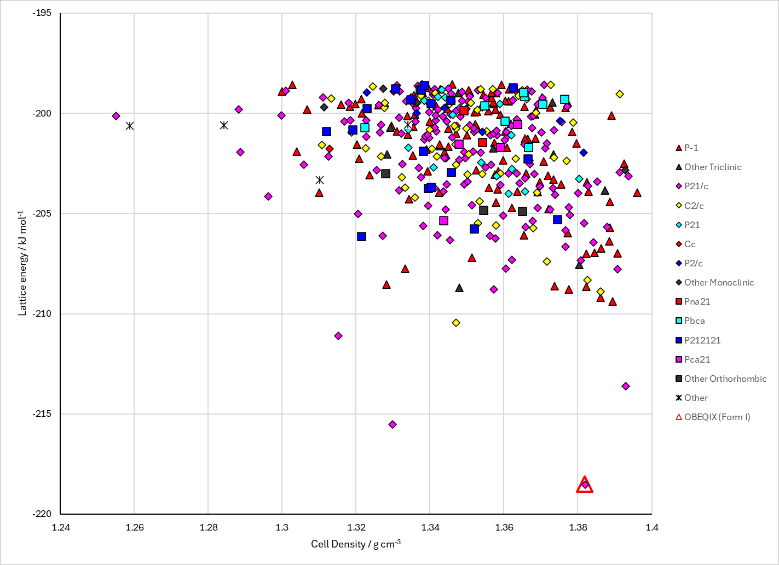 -195
-200
-205
-210
-215
-220
Lattice energy / kJ mol⁻¹
1.24 1.26 1.28 1.3 1.32 1.34 1.36 1.38 1.4
Cell Density / g cm⁻³
P-1
Other Triclinic
P21/c
C2/c
P21
Cc
P2/c
Other Monoclinic
Pna21
Pbca
P212121
Pca21
Other Orthorhombic
Other
OBEQIX (Form I)